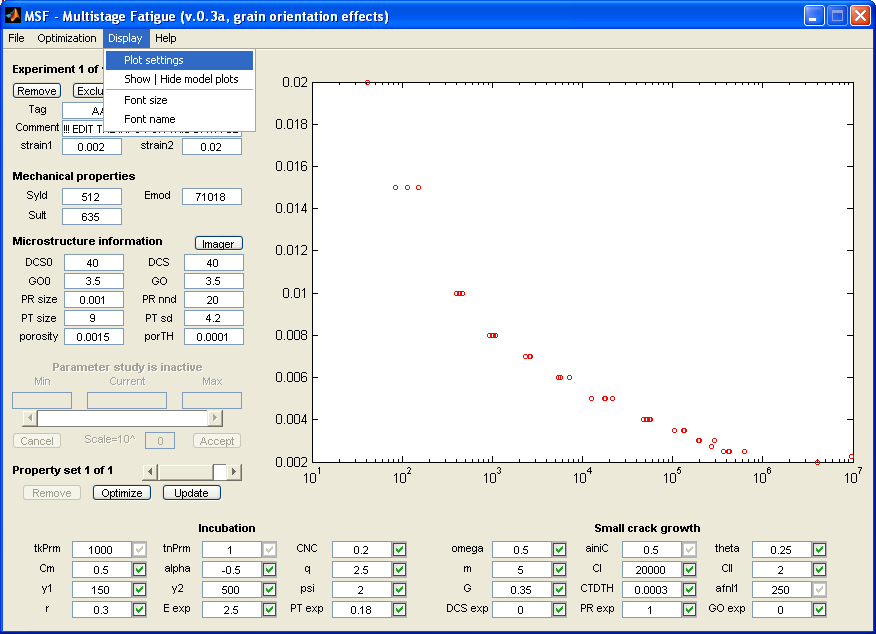 MSF - Multistage Fatigue (v.0.3a, grain orientation effects)
File Optimization Display Help
Plot settings
Show | Hide model plots
Font size
Font name
Experiment 1 of
Remove Exclu
Tag AA
Comment !!! EDIT
strain1 0.002 strain2 0.02
Mechanical properties
Syld 512 Emod 71018
Sult 635
Microstructure information Imager
DCS0 40 DCS 40
GO0 3.5 GO 3.5
PR size 0.001 PR nnd 20
PT size 9 PT sd 4.2
porosity 0.0015 porTH 0.0001
Parameter study is inactive
Min Current Max
Cancel Scale=10^ 0 Accept
Property set 1 of 1
Remove Optimize Update
0.02
0.018
0.016
0.014
0.012
0.01
0.008
0.006
0.004
0.002
10^1 10^2 10^3 10^4 10^5 10^6 10^7
Incubation Small crack growth
tkPrm 1000 tnPrm 1 CNC 0.2 omega 0.5 ainiC 0.5 theta 0.25
Cm 0.5 alpha -0.5 q 2.5 m 5 CI 20000 CII 2
y1 150 y2 500 psi 2 G 0.35 CTDTH 0.0003 afnl1 250
r 0.3 E exp 2.5 PT exp 0.18 DCS exp 0 PR exp 1 GO exp 0